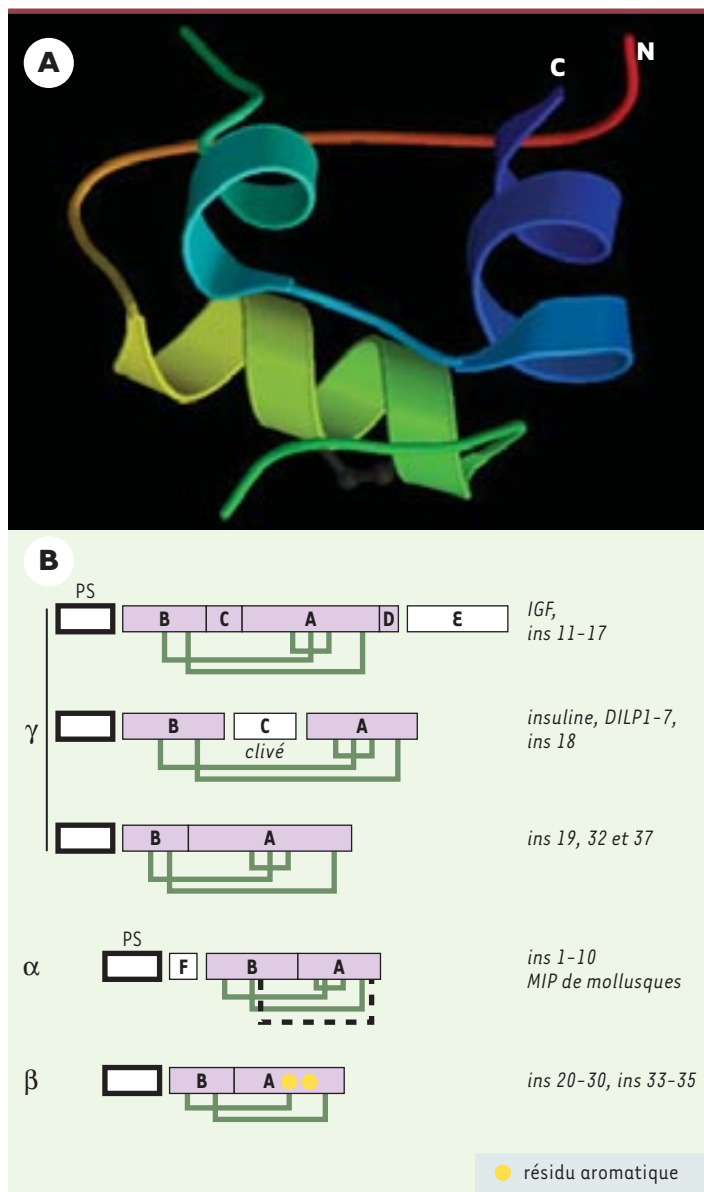 A
C
N
B
PS
B C A D E
IGF,
ins 11-17
γ
B C A
clivé
insuline, DILP1-7,
ins 18
B A
ins 19, 32 et 37
PS
α
F B A
ins 1-10
MIP de mollusques
β
B A
ins 20-30, ins 33-35
résidu aromatique